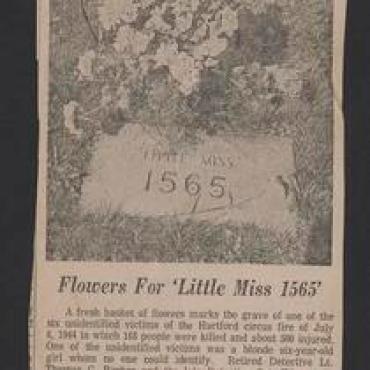 LITTLE MISS
1565
Flowers For 'Little Miss 1565'
A fresh basket of flowers marks the grave of one of the
six unidentified victims of the Hartford circus fire of July
6, 1944 in which 168 people were killed and about 500 injured.
One of the unidentified victims was a blonde six-year-old
girl whom no one could identify. Retired Detective Lt.
Thomas C. Barber and